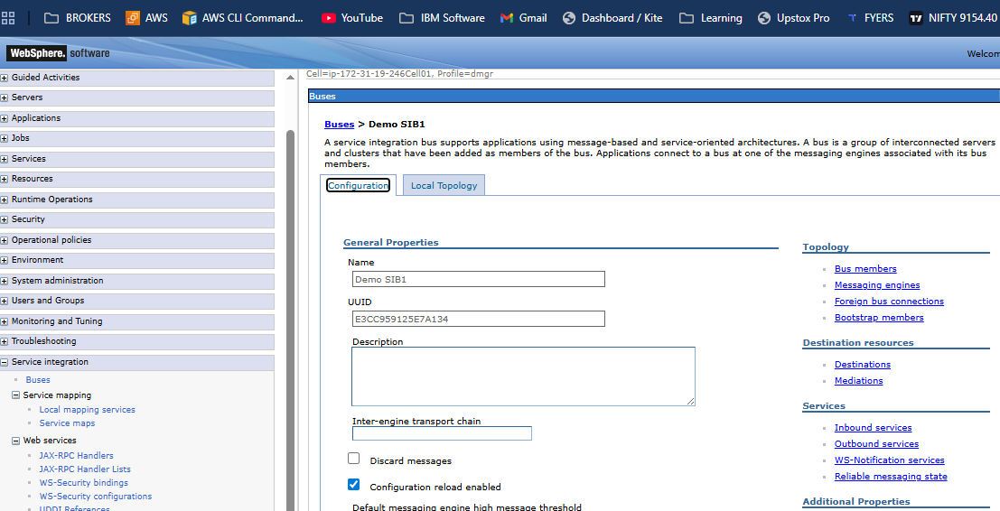 BROKERS AWS AWS CLI Command... YouTube IBM Software Gmail Dashboard / Kite Learning Upstox Pro FYERS NIFTY 9154.40
WebSphere. software
Welcom
Guided Activities
Servers
Applications
Jobs
Services
Resources
Runtime Operations
Security
Operational policies
Environment
System administration
Users and Groups
Monitoring and Tuning
Troubleshooting
Service integration
Buses
Service mapping
Local mapping services
Service maps
Web services
JAX-RPC Handlers
JAX-RPC Handler Lists
WS-Security bindings
WS-Security configurations
UDDI References
Cell=ip-172-31-19-246Cell01, Profile=dmgr
Buses
Buses > Demo SIB1
A service integration bus supports applications using message-based and service-oriented architectures. A bus is a group of interconnected servers
and clusters that have been added as members of the bus. Applications connect to a bus at one of the messaging engines associated with its bus
members.
Configuration Local Topology
General Properties
Name
Demo SIB1
UUID
E3CC959125E7A134
Description
Inter-engine transport chain
Discard messages
Configuration reload enabled
Default messaging engine high message threshold
Topology
Bus members
Messaging engines
Foreign bus connections
Bootstrap members
Destination resources
Destinations
Mediations
Services
Inbound services
Outbound services
WS-Notification services
Reliable messaging state
Additional Properties